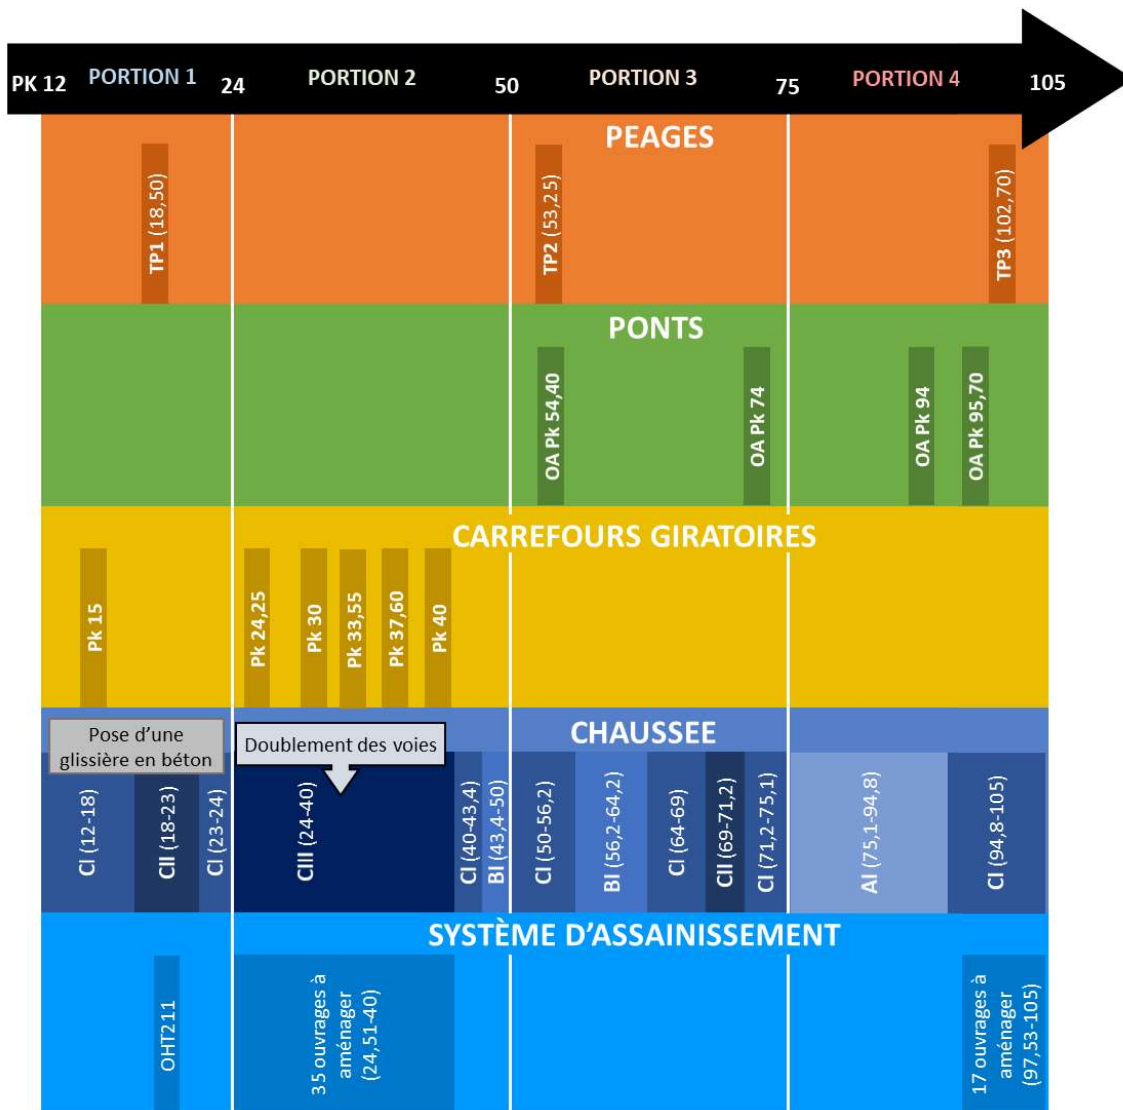 PK 12 PORTION 1 24 PORTION 2 50 PORTION 3 75 PORTION 4 105
PEAGES
TP1 (18,50)
TP2 (53,25)
TP3 (102,70)
PONTS
OA Pk 54,40
OA Pk 74
OA Pk 94
OA Pk 95,70
CARREFOURS GIRATOIRES
Pk 15
Pk 24,25
Pk 30
Pk 33,55
Pk 37,60
Pk 40
CHAUSSEE
Pose d'une
glissière en béton
Doublement des voies
CI (12-18)
CII (18-23)
CI (23-24)
CIII (24-40)
CI (40-43,4)
BI (43,4-50)
CI (50-56,2)
BI (56,2-64,2)
CI (64-69)
CII (69-71,2)
CI (71,2-75,1)
AI (75,1-94,8)
CI (94,8-105)
SYSTÈME D'ASSAINISSEMENT
OHT211
35 ouvrages à
aménager
(24,51-40)
17 ouvrages à
aménager
(97,53-105)